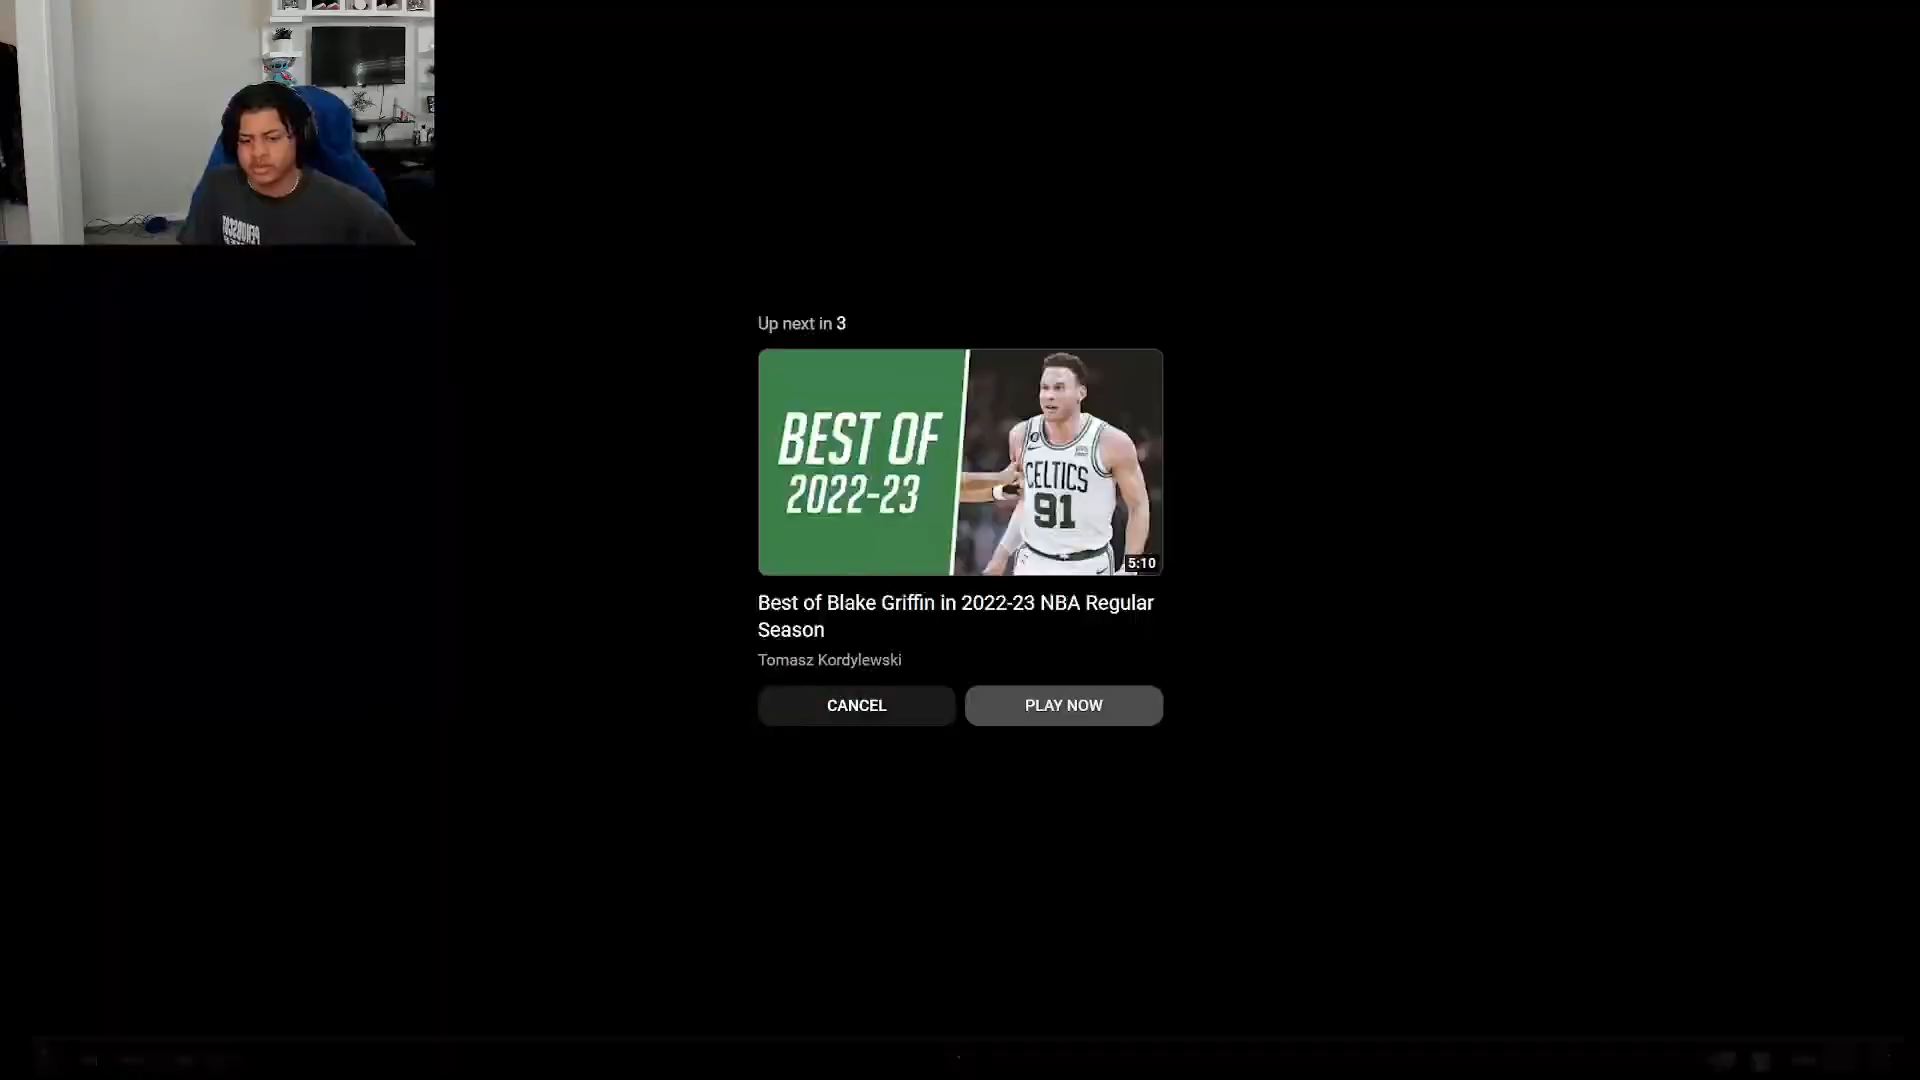 Up next in 3
BEST OF
2022-23
CELTICS
91
5:10
Best of Blake Griffin in 2022-23 NBA Regular
Season
Tomasz Kordylewski
CANCEL
PLAY NOW